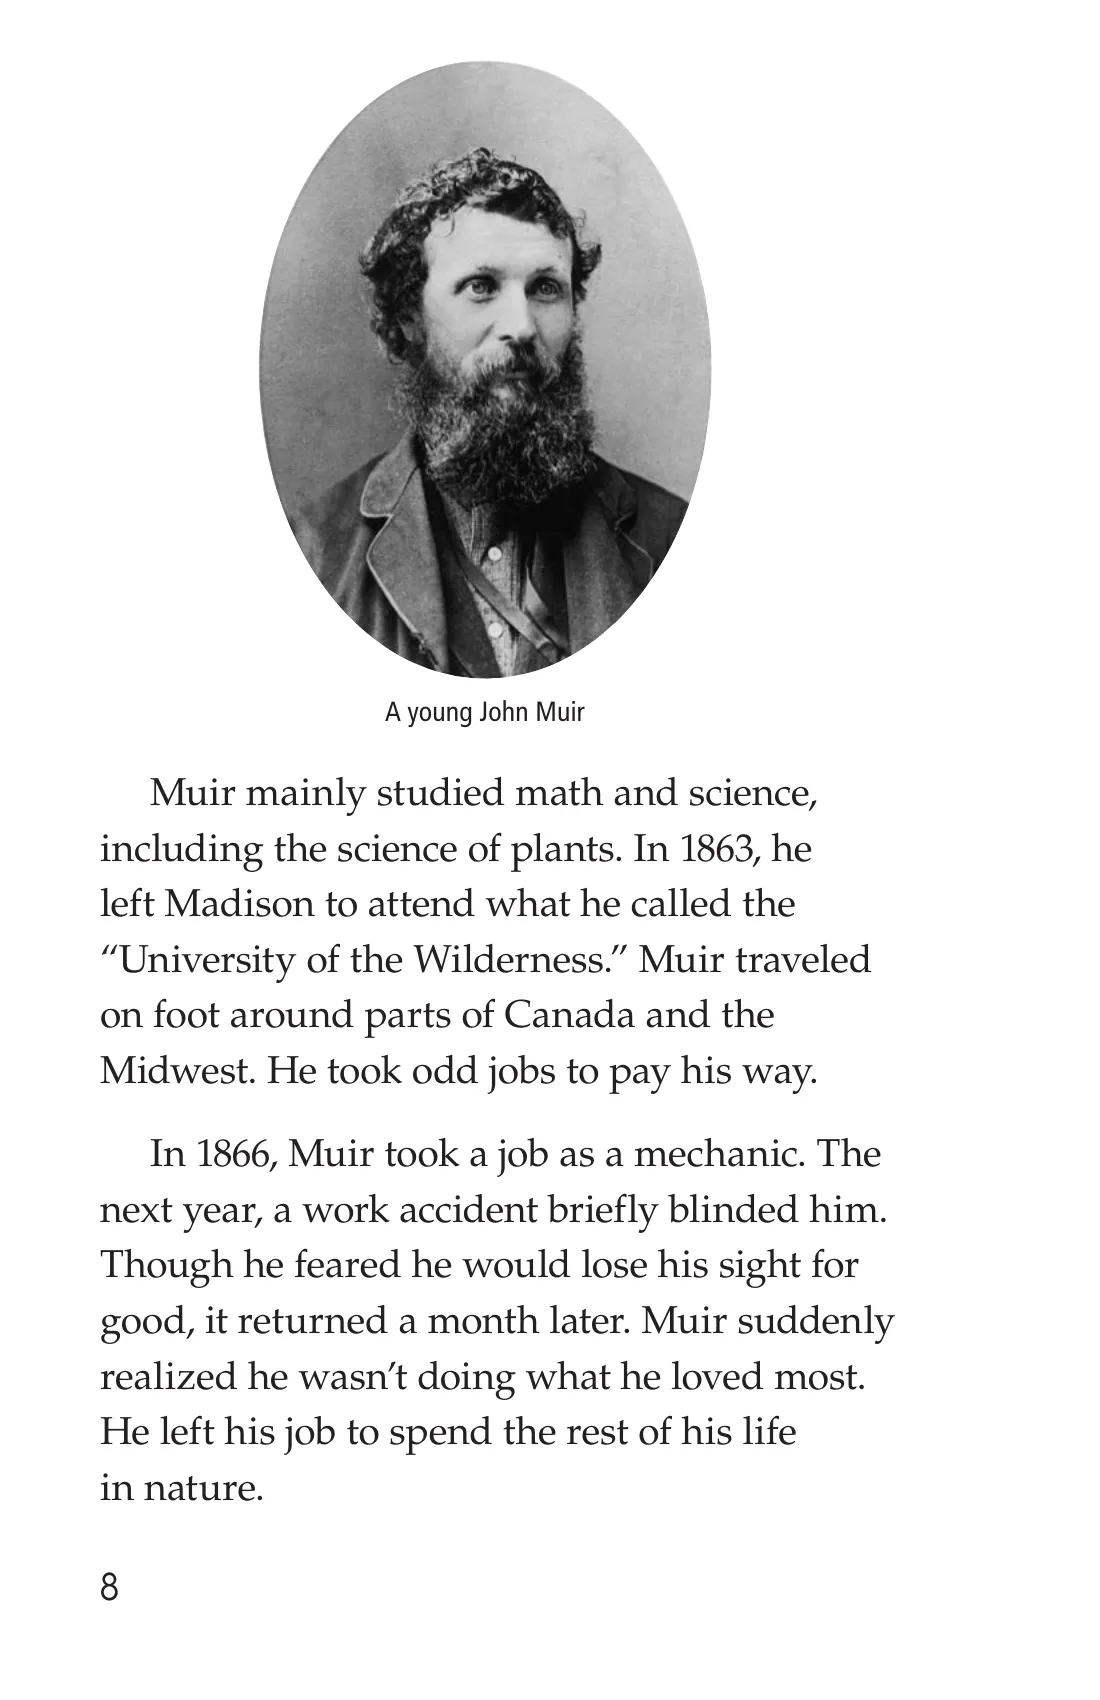 A young John Muir
Muir mainly studied math and science,
including the science of plants. In 1863, he
left Madison to attend what he called the
“University of the Wilderness.” Muir traveled
on foot around parts of Canada and the
Midwest. He took odd jobs to pay his way.
In 1866, Muir took a job as a mechanic. The
next year, a work accident briefly blinded him.
Though he feared he would lose his sight for
good, it returned a month later. Muir suddenly
realized he wasn’t doing what he loved most.
He left his job to spend the rest of his life
in nature.
8